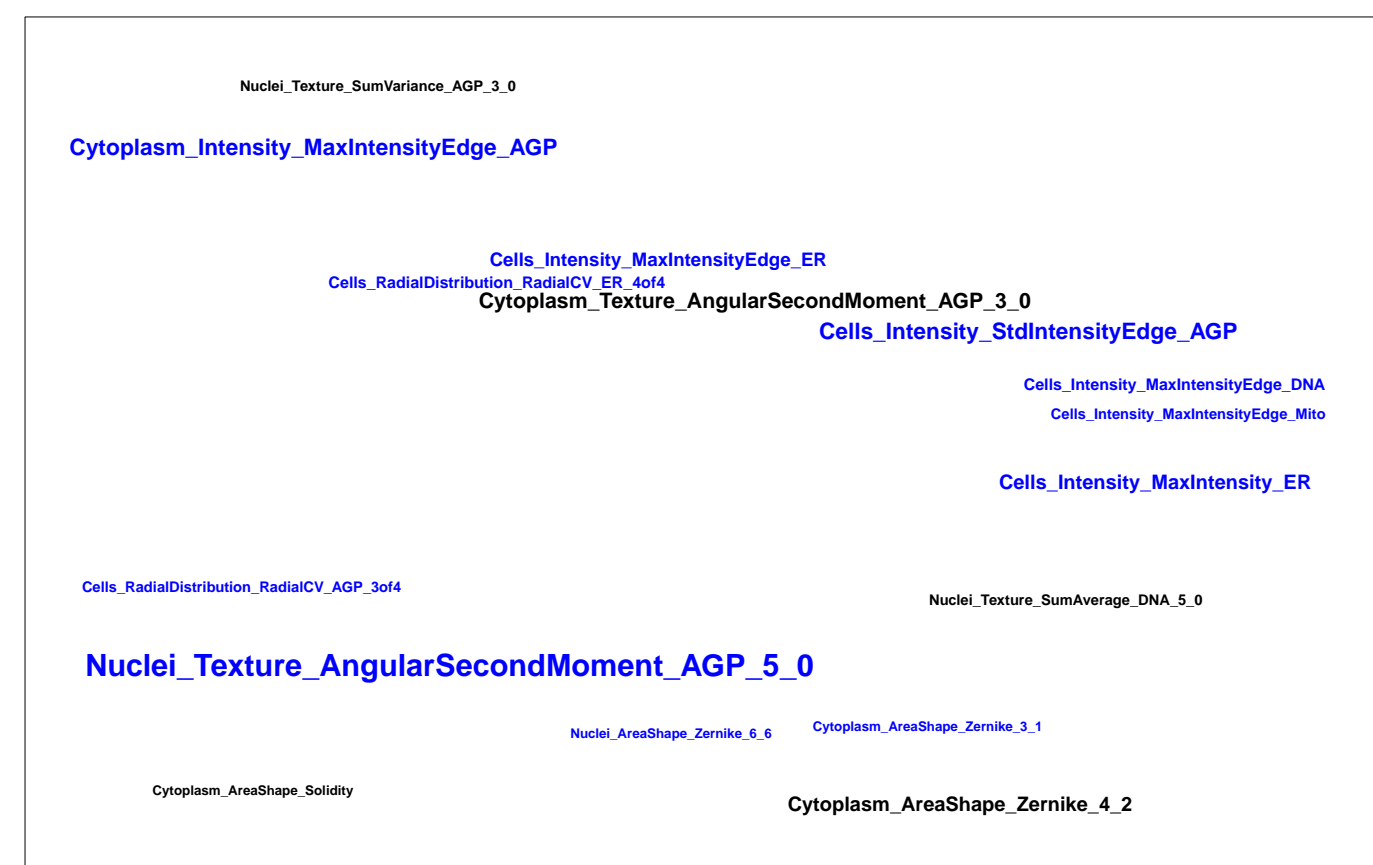 Nuclei_Texture_SumVariance_AGP_3_0
Cytoplasm_Intensity_MaxIntensityEdge_AGP
Cells_Intensity_MaxIntensityEdge_ER
Cells_RadialDistribution_RadialCV_ER_4of4
Cytoplasm_Texture_AngularSecondMoment_AGP_3_0
Cells_Intensity_StdIntensityEdge_AGP
Cells_Intensity_MaxIntensityEdge_DNA
Cells_Intensity_MaxIntensityEdge_Mito
Cells_Intensity_MaxIntensity_ER
Cells_RadialDistribution_RadialCV_AGP_3of4
Nuclei_Texture_SumAverage_DNA_5_0
Nuclei_Texture_AngularSecondMoment_AGP_5_0
Cytoplasm_AreaShape_Zernike_3_1
Nuclei_AreaShape_Zernike_6_6
Cytoplasm_AreaShape_Solidity
Cytoplasm_AreaShape_Zernike_4_2